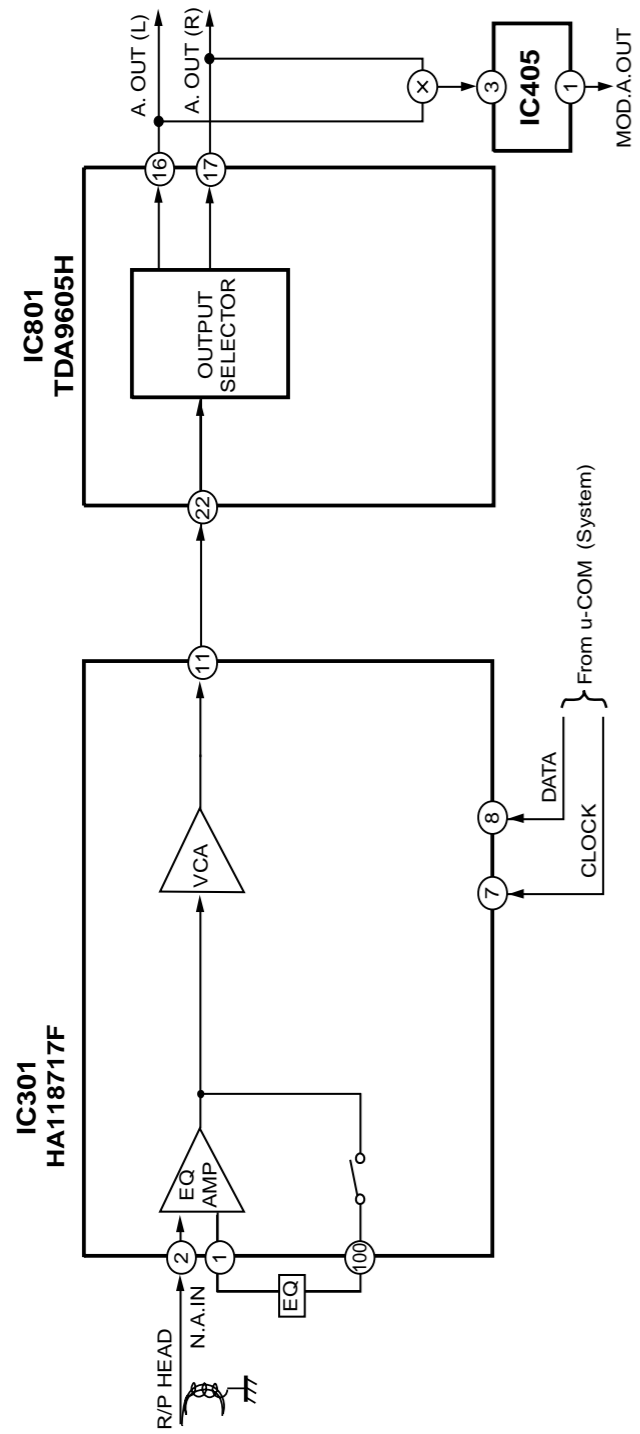 IC301
HA118717F
R/P HEAD
N.A.IN
2
1
EQ
100
EQ
AMP
VCA
7
8
CLOCK
DATA
From u-COM (System)
11
IC801
TDA9605H
22
OUTPUT
SELECTOR
16
17
A. OUT (L)
A. OUT (R)
X
3
IC405
1
MOD.A.OUT